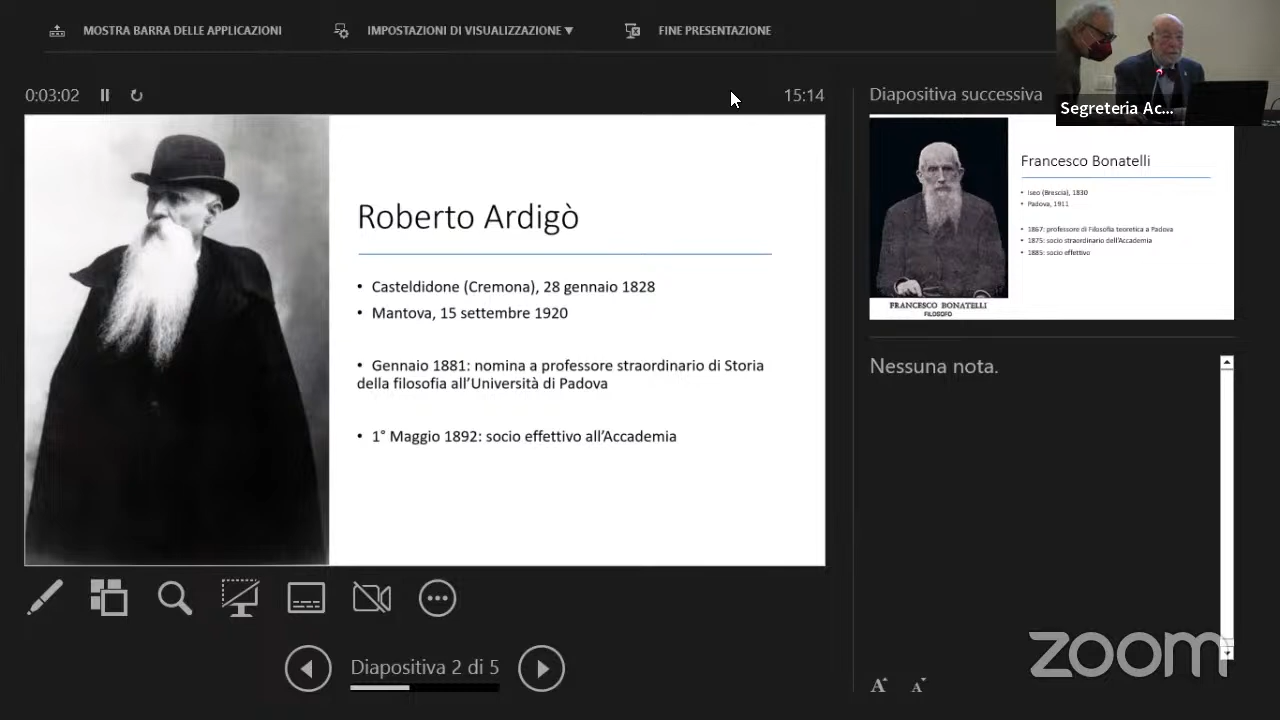 MOSTRA BARRA DELLE APPLICAZIONI
IMPOSTAZIONI DI VISUALIZZAZIONE ▼
FINE PRESENTAZIONE
Segreteria Ac...
0:03:02
15:14
Diapositiva successiva
Roberto Ardigò
• Casteldidone (Cremona), 28 gennaio 1828
• Mantova, 15 settembre 1920
• Gennaio 1881: nomina a professore straordinario di Storia
della filosofia all'Università di Padova
• 1° Maggio 1892: socio effettivo all'Accademia
Francesco Bonatelli
• Iseo (Brescia), 1830
• Padova, 1911
• 1867: professore di Filosofia teoretica a Padova
• 1875: socio straordinario dell'Accademia
• 1885: socio effettivo
FRANCESCO BONATELLI
FILOSOFO
Nessuna nota.
Diapositiva 2 di 5
A A
zoom